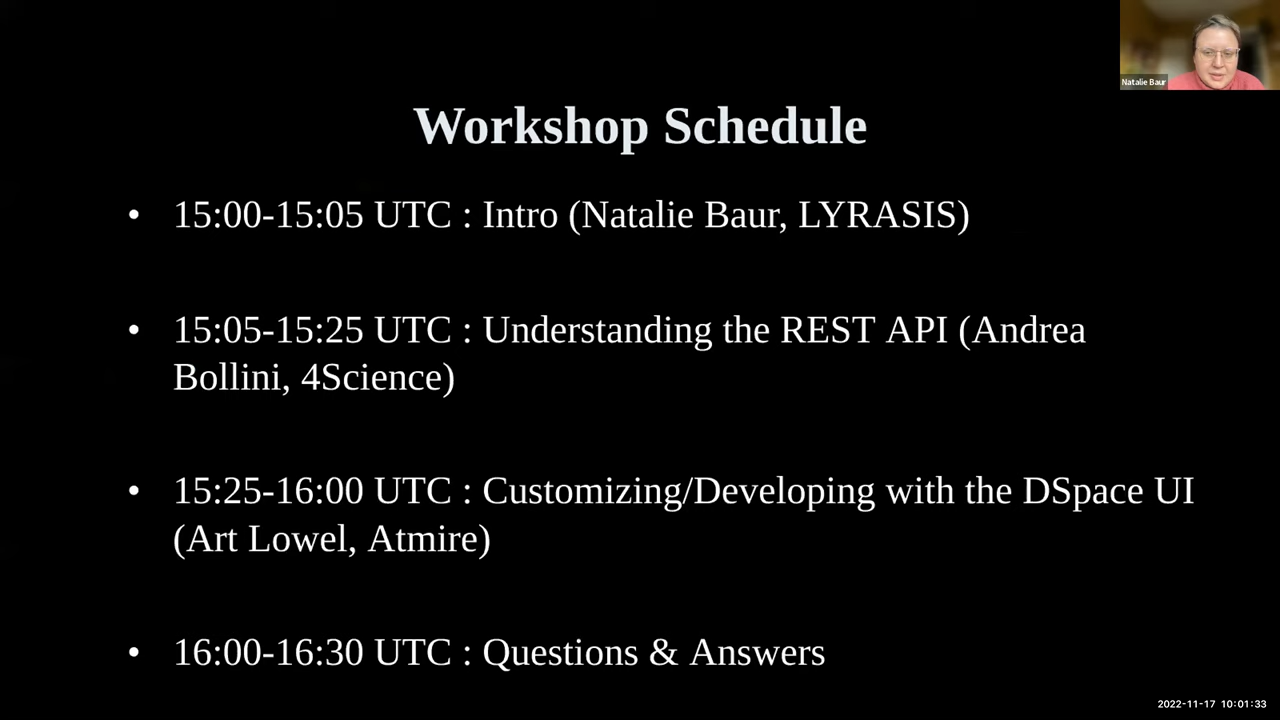 Natalie Baur
Workshop Schedule
• 15:00-15:05 UTC : Intro (Natalie Baur, LYRASIS)
• 15:05-15:25 UTC : Understanding the REST API (Andrea
Bollini, 4Science)
• 15:25-16:00 UTC : Customizing/Developing with the DSpace UI
(Art Lowel, Atmire)
• 16:00-16:30 UTC : Questions & Answers
2022-11-17 10:01:33